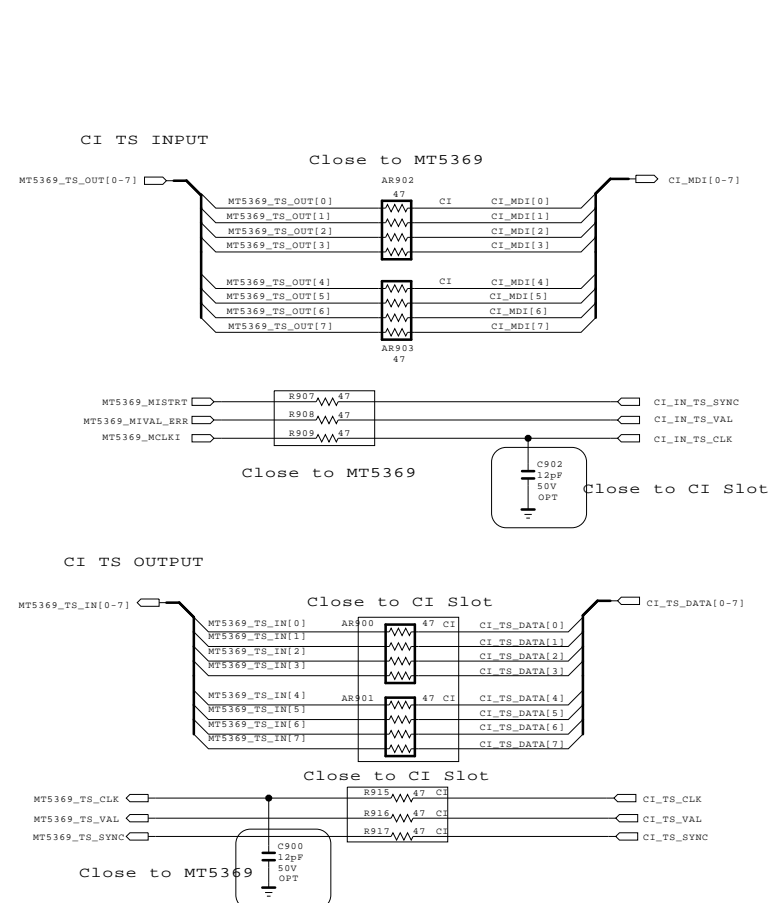 CI TS INPUT
Close to MT5369
MT5369_TS_OUT[0-7]
AR902
CI_MDI[0-7]
47
MT5369_TS_OUT[0] CI CI_MDI[0]
MT5369_TS_OUT[1] CI_MDI[1]
MT5369_TS_OUT[2] CI_MDI[2]
MT5369_TS_OUT[3] CI_MDI[3]
MT5369_TS_OUT[4] CI CI_MDI[4]
MT5369_TS_OUT[5] CI_MDI[5]
MT5369_TS_OUT[6] CI_MDI[6]
MT5369_TS_OUT[7] CI_MDI[7]
AR903
47
MT5369_MISTRT R907 47 CI_IN_TS_SYNC
MT5369_MIVAL_ERR R908 47 CI_IN_TS_VAL
MT5369_MCLKI R909 47 CI_IN_TS_CLK
Close to MT5369
C902
12pF
50V
OPT
Close to CI Slot
CI TS OUTPUT
Close to CI Slot
MT5369_TS_IN[0-7] CI_TS_DATA[0-7]
MT5369_TS_IN[0] AR900 47 CI CI_TS_DATA[0]
MT5369_TS_IN[1] CI_TS_DATA[1]
MT5369_TS_IN[2] CI_TS_DATA[2]
MT5369_TS_IN[3] CI_TS_DATA[3]
MT5369_TS_IN[4] AR901 47 CI CI_TS_DATA[4]
MT5369_TS_IN[5] CI_TS_DATA[5]
MT5369_TS_IN[6] CI_TS_DATA[6]
MT5369_TS_IN[7] CI_TS_DATA[7]
Close to CI Slot
MT5369_TS_CLK R915 47 CI CI_TS_CLK
MT5369_TS_VAL R916 47 CI CI_TS_VAL
MT5369_TS_SYNC R917 47 CI CI_TS_SYNC
C900
12pF
50V
OPT
Close to MT5369